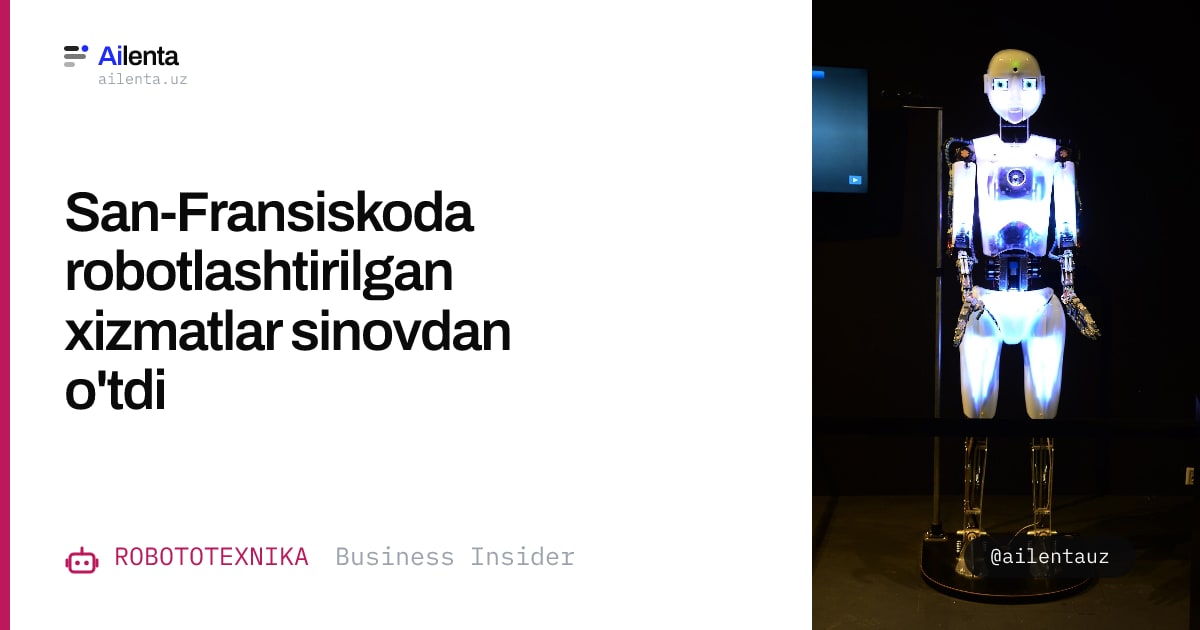 Ailenta
ailenta.uz
San-Fransiskoda
robotlashtirilgan
xizmatlar sinovdan
o'tdi
ROBOTOTEXNIKA Business Insider
@ailentauz